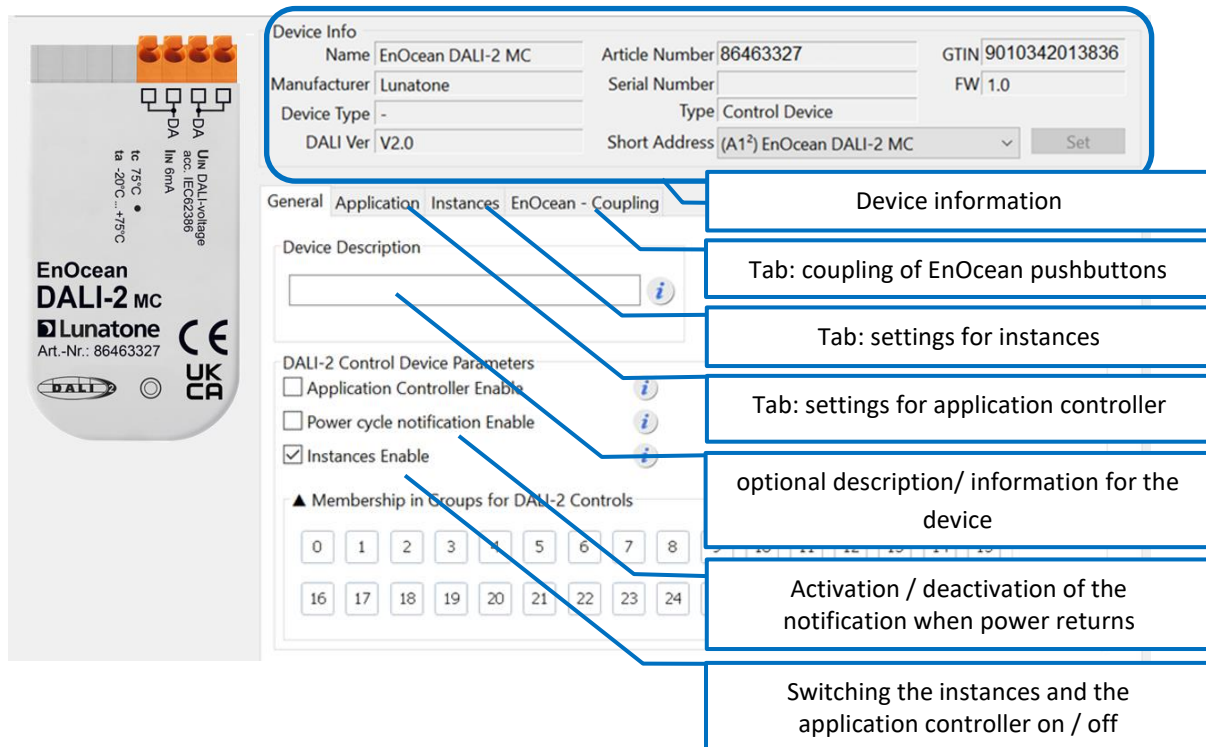 Device Info
Name EnOcean DALI-2 MC Article Number 86463327 GTIN 9010342013836
Manufacturer Lunatone Serial Number FW 1.0
Device Type - Type Control Device
DALI Ver V2.0 Short Address (A1²) EnOcean DALI-2 MC Set
DA DA
UIN DALI-voltage
acc. IEC62386
IIN 6mA
tc 75°C
ta -20°C ... +75°C
EnOcean
DALI-2 MC
Lunatone
Art.-Nr.: 86463327
DALI 2
CE
UK
CA
General Application Instances EnOcean - Coupling
Device Description
i
DALI-2 Control Device Parameters
Application Controller Enable i
Power cycle notification Enable i
Instances Enable i
▲ Membership in Groups for DALI-2 Controls
0 1 2 3 4 5 6 7 8 9 10 11 12 13 14 15
16 17 18 19 20 21 22 23 24
Device information
Tab: coupling of EnOcean pushbuttons
Tab: settings for instances
Tab: settings for application controller
optional description/ information for the
device
Activation / deactivation of the
notification when power returns
Switching the instances and the
application controller on / off